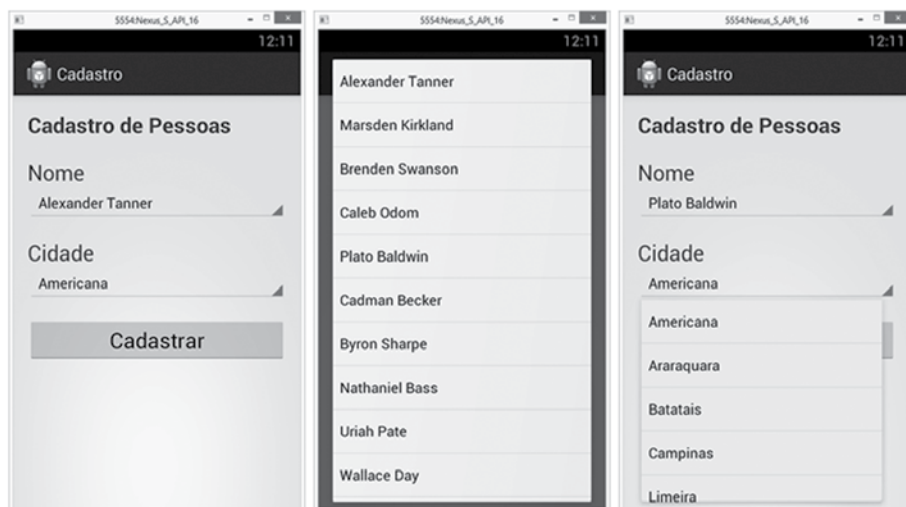 5554:Nexus_S_API_16
12:11
Cadastro
Cadastro de Pessoas
Nome
Alexander Tanner
Cidade
Americana
Cadastrar
5554:Nexus_S_API_16
12:11
Alexander Tanner
Marsden Kirkland
Brenden Swanson
Caleb Odom
Plato Baldwin
Cadman Becker
Byron Sharpe
Nathaniel Bass
Uriah Pate
Wallace Day
5554:Nexus_S_API_16
12:11
Cadastro
Cadastro de Pessoas
Nome
Plato Baldwin
Cidade
Americana
Americana
Araraquara
Batatais
Campinas
Limeira